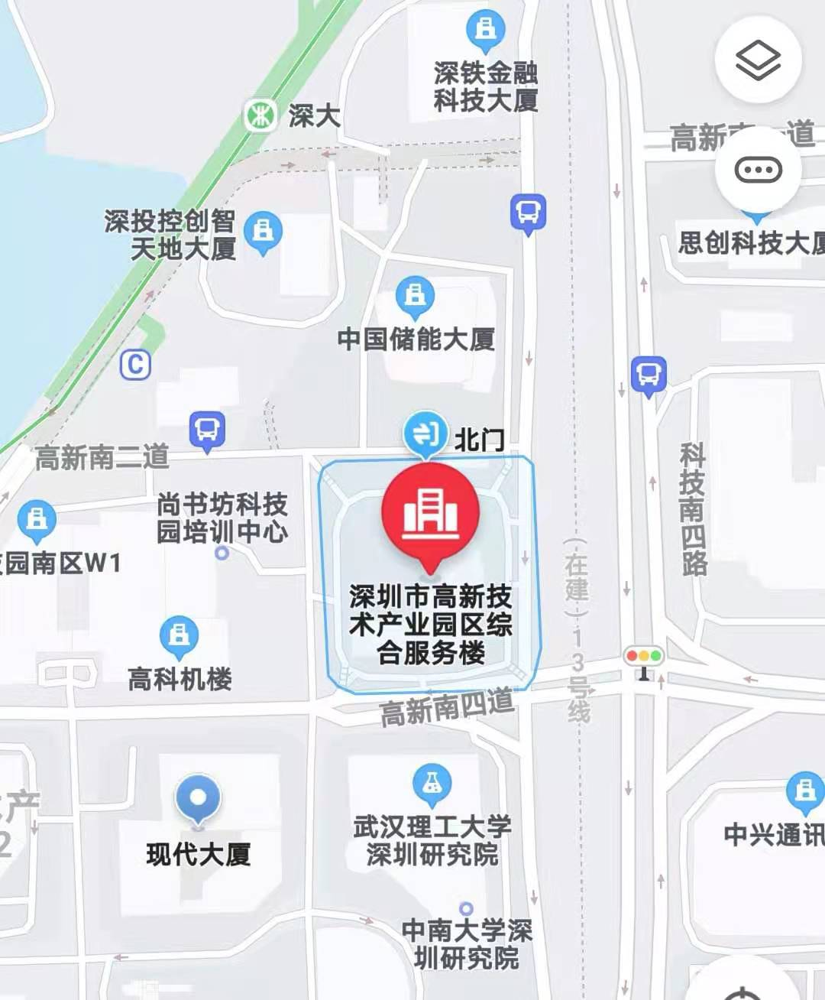 深铁金融
科技大厦
深大
高新南
道
深投控创智
天地大厦
思创科技大厦
中国储能大厦
C
北门
高新南二道
科技南四路
尚书坊科技
园培训中心
园南区W1
深圳市高新技
术产业园区综
合服务楼
（在建）13号线
高科机楼
高新南四道
产
2
武汉理工大学
深圳研究院
现代大厦
中兴通讯
中南大学深
圳研究院